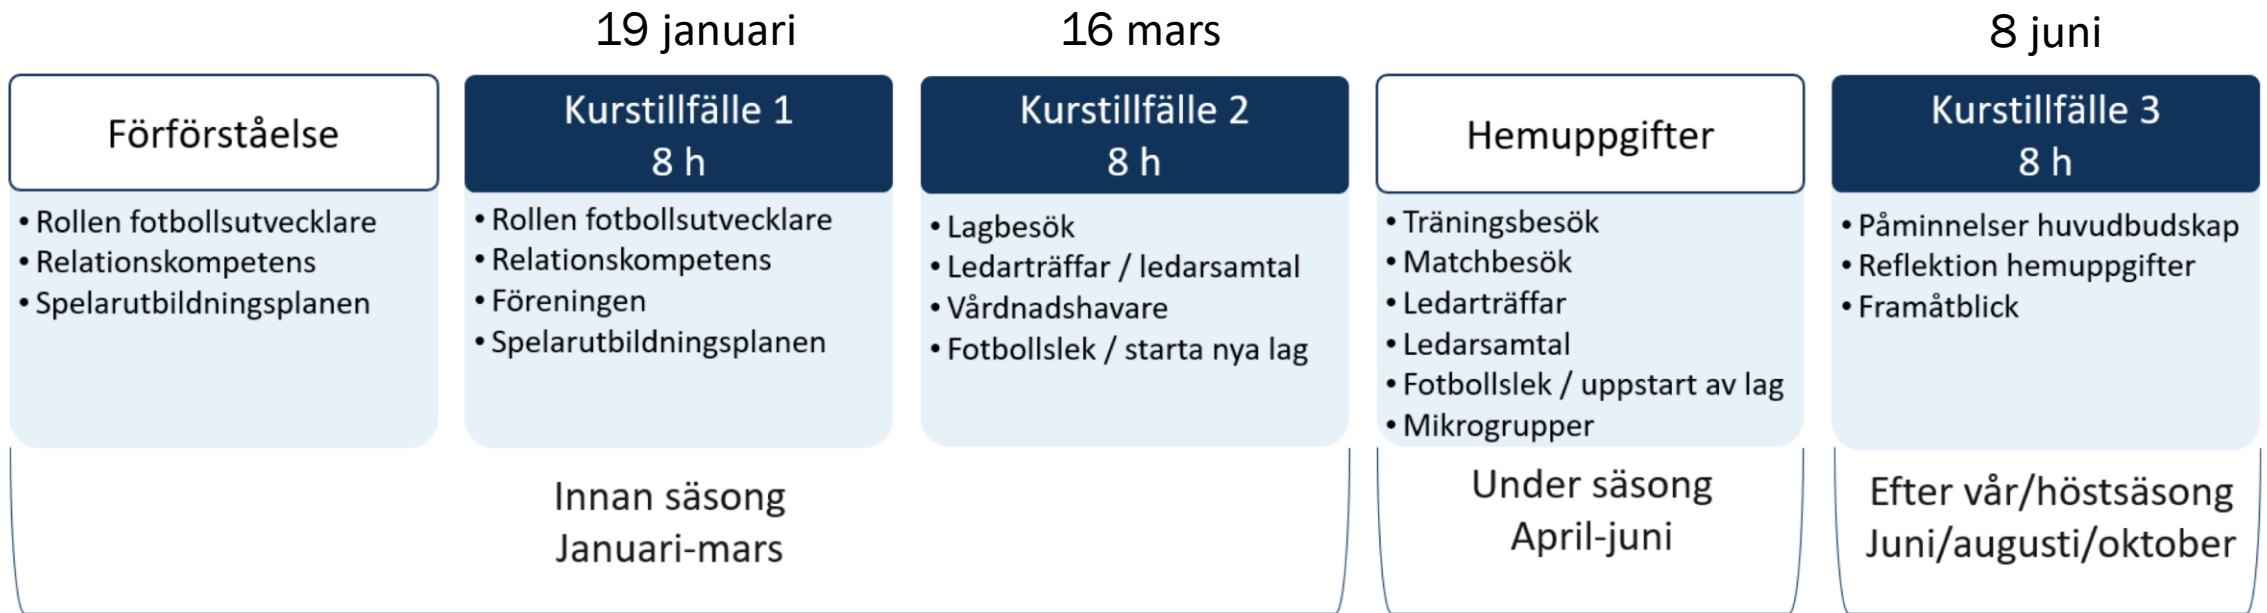 19 januari
16 mars
8 juni
Förförståelse
• Rollen fotbollsutvecklare
• Relationskompetens
• Spelarutbildningsplanen
Kurstillfälle 1
8 h
• Rollen fotbollsutvecklare
• Relationskompetens
• Föreningen
• Spelarutbildningsplanen
Kurstillfälle 2
8 h
• Lagbesök
• Ledarträffar / ledarsamtal
• Vårdnadshavare
• Fotbollslek / starta nya lag
Hemuppgifter
• Träningsbesök
• Matchbesök
• Ledarträffar
• Ledarsamtal
• Fotbollslek / uppstart av lag
• Mikrogrupper
Kurstillfälle 3
8 h
• Påminnelser huvudbudskap
• Reflektion hemuppgifter
• Framåtblick
Innan säsong
Januari-mars
Under säsong
April-juni
Efter vår/höstsäsong
Juni/augusti/oktober